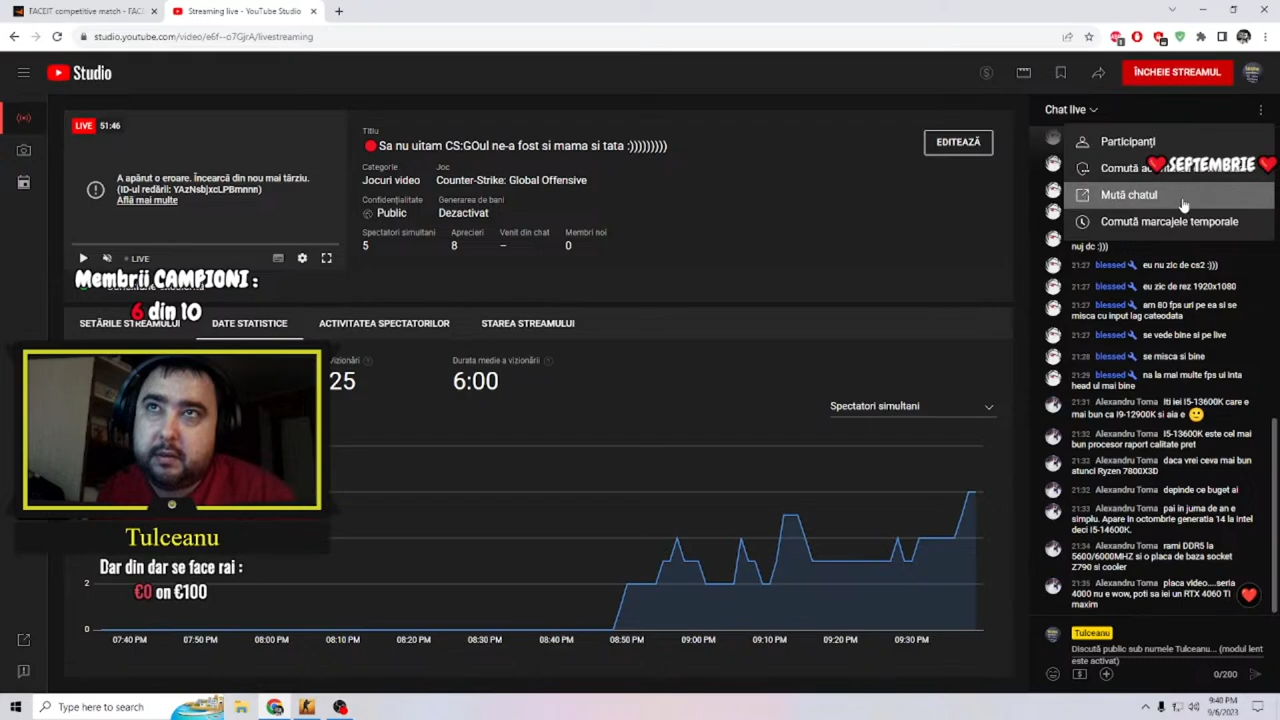 FACEIT competitive match - FACE
Streaming live - YouTube Studio
studio.youtube.com/video/e6f--o7GjrA/livestreaming
Studio
ÎNCHEIE STREAMUL
LIVE 51:46
A apărut o eroare. Încearcă din nou mai târziu.
(ID-ul redării: YAzNsbjxcLPBmnnn)
Află mai multe
LIVE
Titlu
Sa nu uitam CS:GOul ne-a fost si mama si tata :)))))))))
EDITEAZĂ
Categorie
Joc
Jocuri video
Counter-Strike: Global Offensive
Confidențialitate
Generarea de bani
Public
Dezactivat
Spectatori simultani
Aprecieri
Venit din chat
Membri noi
5
8
–
0
Membrii CAMPIONI :
6 din 10
SETĂRILE STREAMULUI
DATE STATISTICE
ACTIVITATEA SPECTATORILOR
STAREA STREAMULUI
vizionări
25
Durata medie a vizionării
6:00
Spectatori simultani
2
0
07:40 PM
07:50 PM
08:00 PM
08:10 PM
08:20 PM
08:30 PM
08:40 PM
08:50 PM
09:00 PM
09:10 PM
09:20 PM
09:30 PM
Tulceanu
Dar din dar se face rai :
€0 on €100
Chat live
Participanți
SEPTEMBRIE
Mută chatul
Comută marcajele temporale
nuj dc :)))
21:27 blessed eu nu zic de cs2 :)))
21:27 blessed eu zic de rez 1920x1080
21:27 blessed am 80 fps uri pe ea si se
misca cu input lag cateodata
21:27 blessed se vede bine si pe live
21:28 blessed se misca si bine
21:29 blessed na la mai multe fps ul inta
head ul mai bine
21:31 Alexandru Toma Iti iei I5-13600K care e
mai bun ca I9-12900K si aia e
21:32 Alexandru Toma I5-13600K este cel mai
bun procesor raport calitate pret
21:32 Alexandru Toma daca vrei ceva mai bun
atunci Ryzen 7800X3D
21:32 Alexandru Toma depinde ce buget ai
21:33 Alexandru Toma pai in juma de an e
simplu. Apare in octombrie generatia 14 la Intel
deci I5-14600K.
21:34 Alexandru Toma rami DDR5 la
5600/6000MHZ si o placa de baza socket
Z790 si cooler
21:35 Alexandru Toma placa video....seria
4000 nu e wow, poti sa iei un RTX 4060 TI
maxim
Tulceanu
Discută public sub numele Tulceanu... (modul lent
este activat)
0/200
Type here to search
9:40 PM
9/6/2023